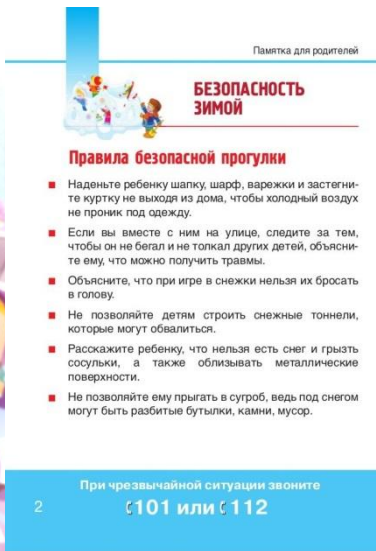 Памятка для родителей
БЕЗОПАСНОСТЬ
ЗИМОЙ
Правила безопасной прогулки
Наденьте ребенку шапку, шарф, варежки и застегни-
те куртку не выходя из дома, чтобы холодный воздух
не проник под одежду.
Если вы вместе с ним на улице, следите за тем,
чтобы он не бегал и не толкал других детей, объясни-
те ему, что можно получить травмы.
Объясните, что при игре в снежки нельзя их бросать
в голову.
Не позволяйте детям строить снежные тоннели,
которые могут обвалиться.
Расскажите ребенку, что нельзя есть снег и грызть
сосульки, а также облизывать металлические
поверхности.
Не позволяйте ему прыгать в сугроб, ведь под снегом
могут быть разбитые бутылки, камни, мусор.
При чрезвычайной ситуации звоните
101 или 112
2